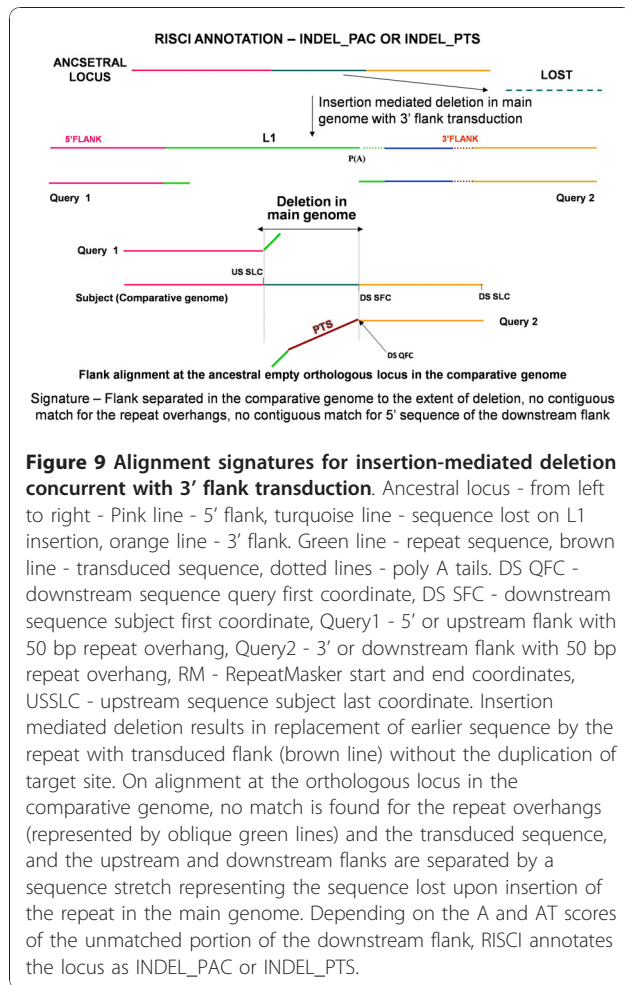 RISCI ANNOTATION – INDEL_PAC OR INDEL_PTS
ANCSETRAL LOCUS
LOST
Insertion mediated deletion in main genome with 3' flank transduction
5'FLANK
L1
3'FLANK
P(A)
Query 1
Query 2
Deletion in main genome
Query 1
US SLC
Subject (Comparative genome)
DS SFC
DS SLC
PTS
Query 2
DS QFC
Flank alignment at the ancestral empty orthologous locus in the comparative genome
Signature – Flank separated in the comparative genome to the extent of deletion, no contiguous
match for the repeat overhangs, no contiguous match for 5' sequence of the downstream flank
Figure 9 Alignment signatures for insertion-mediated deletion
concurrent with 3' flank transduction. Ancestral locus - from left
to right - Pink line - 5' flank, turquoise line - sequence lost on L1
insertion, orange line - 3' flank. Green line - repeat sequence, brown
line - transduced sequence, dotted lines - poly A tails. DS QFC -
downstream sequence query first coordinate, DS SFC - downstream
sequence subject first coordinate, Query1 - 5' or upstream flank with
50 bp repeat overhang, Query2 - 3' or downstream flank with 50 bp
repeat overhang, RM - RepeatMasker start and end coordinates,
USSLC - upstream sequence subject last coordinate. Insertion
mediated deletion results in replacement of earlier sequence by the
repeat with transduced flank (brown line) without the duplication of
target site. On alignment at the orthologous locus in the
comparative genome, no match is found for the repeat overhangs
(represented by oblique green lines) and the transduced sequence,
and the upstream and downstream flanks are separated by a
sequence stretch representing the sequence lost upon insertion of
the repeat in the main genome. Depending on the A and AT scores
of the unmatched portion of the downstream flank, RISCI annotates
the locus as INDEL_PAC or INDEL_PTS.